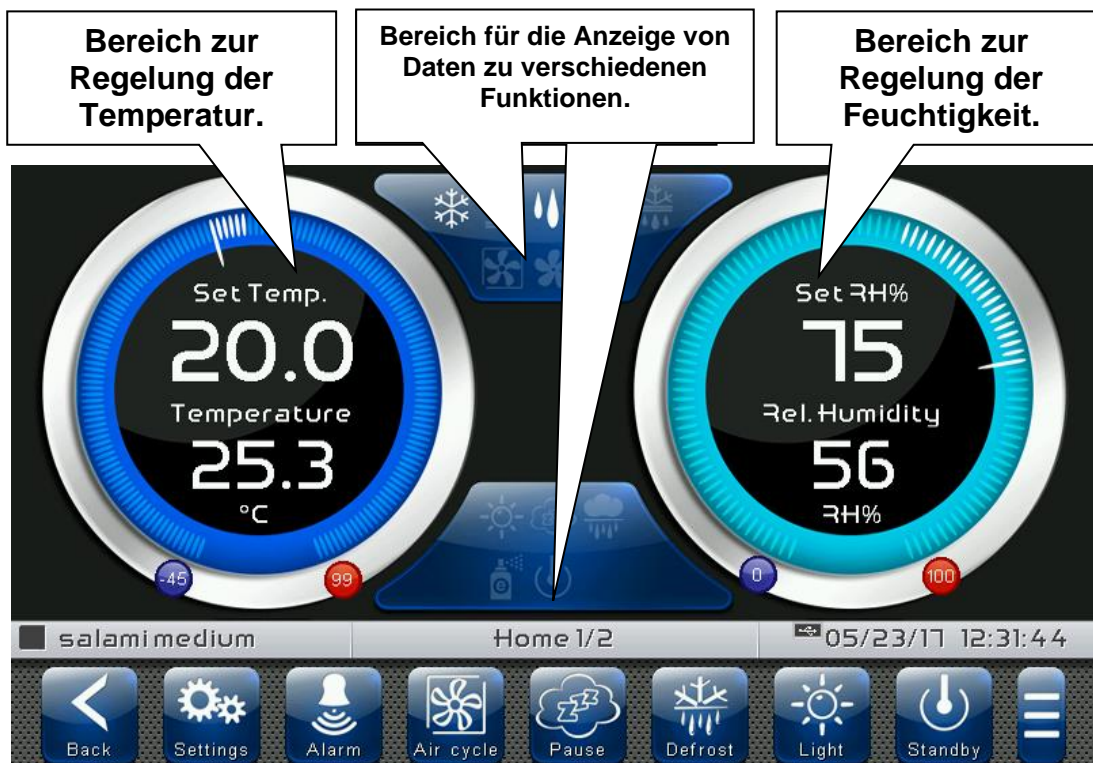 Bereich zur
Regelung der
Temperatur.
Bereich für die Anzeige von
Daten zu verschiedenen
Funktionen.
Bereich zur
Regelung der
Feuchtigkeit.
Set Temp.
20.0
Temperature
25.3
°C
-45
99
Set RH%
75
Rel. Humidity
56
RH%
0
100
salami medium
Home 1/2
05/23/17 12:31:44
Back
Settings
Alarm
Air cycle
Pause
Defrost
Light
Standby